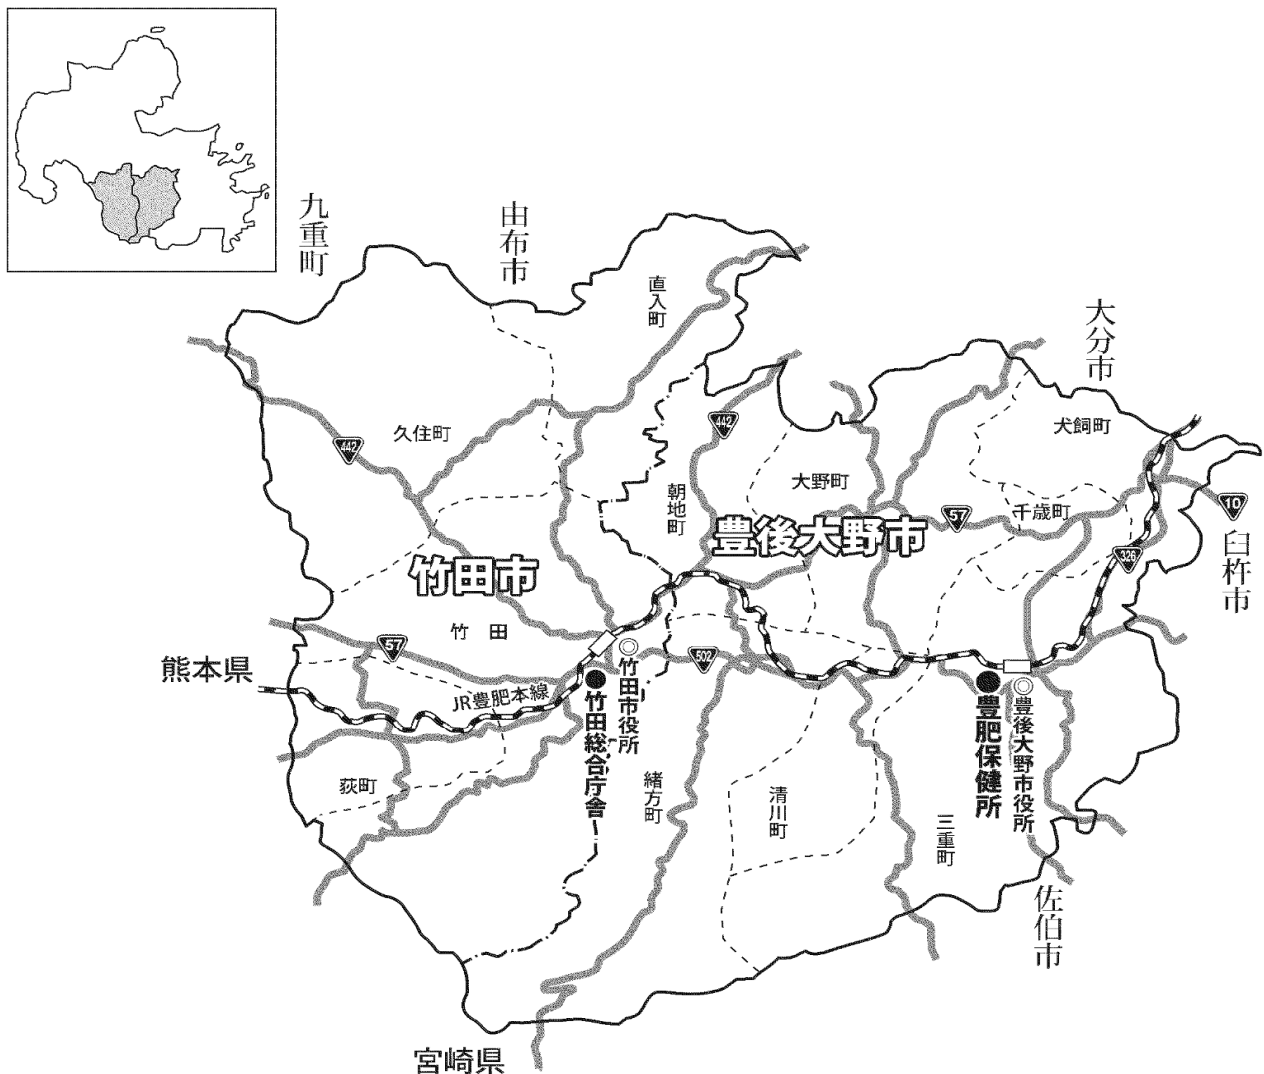 九重町
由布市
直入町
大分市
久住町
442
442
犬飼町
朝地町
大野町
57
千歳町
10
豊後大野市
326
臼杵市
竹田市
竹田
57
502
熊本県
JR豊肥本線
竹田市役所
竹田総合庁舎
豊肥保健所
豊後大野市役所
荻町
緒方町
清川町
三重町
佐伯市
宮崎県